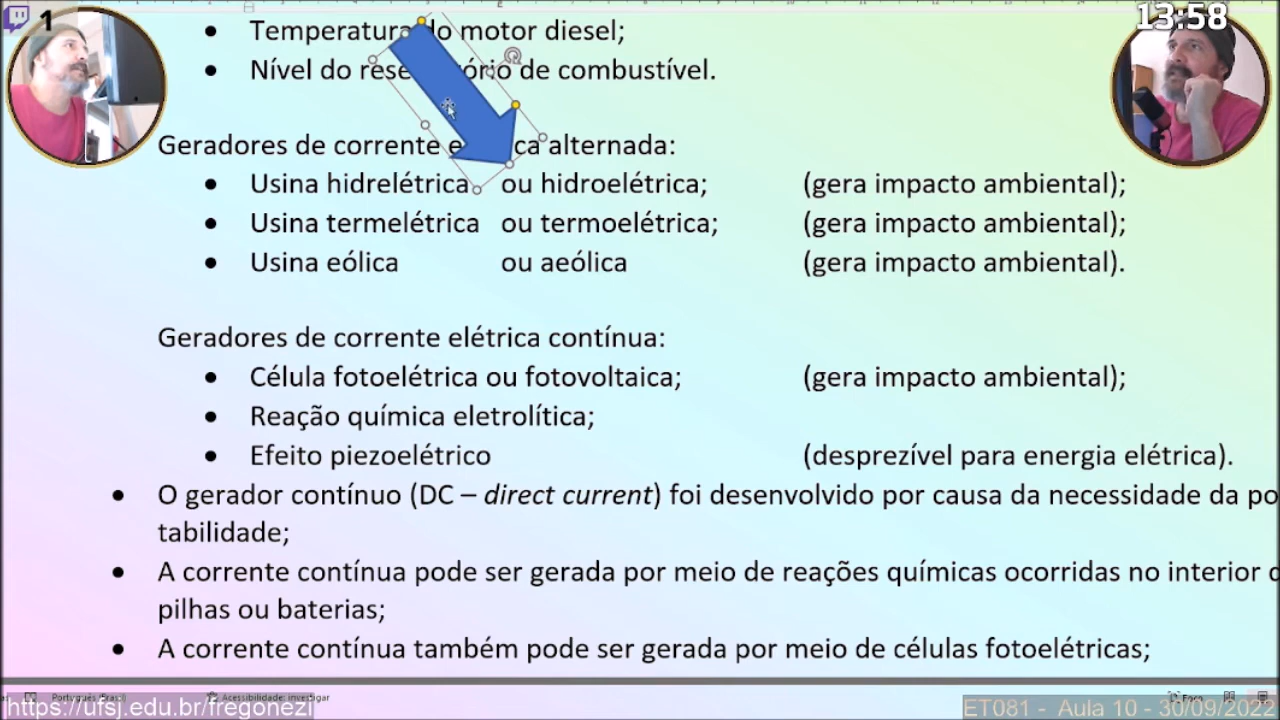 1
13:58
Temperatura do motor diesel;
Nível do reservatório de combustível.
Geradores de corrente elétrica alternada:
Usina hidrelétrica ou hidroelétrica; (gera impacto ambiental);
Usina termelétrica ou termoelétrica; (gera impacto ambiental);
Usina eólica ou aeólica (gera impacto ambiental).
Geradores de corrente elétrica contínua:
Célula fotoelétrica ou fotovoltaica; (gera impacto ambiental);
Reação química eletrolítica;
Efeito piezoelétrico (desprezível para energia elétrica).
O gerador contínuo (DC – direct current) foi desenvolvido por causa da necessidade da po
tabilidade;
A corrente contínua pode ser gerada por meio de reações químicas ocorridas no interior
pilhas ou baterias;
A corrente contínua também pode ser gerada por meio de células fotoelétricas;
Português (Brasil) Acessibilidade: investigar Foco
https://ufsj.edu.br/fregonezi ET081 - Aula 10 - 30/09/2022